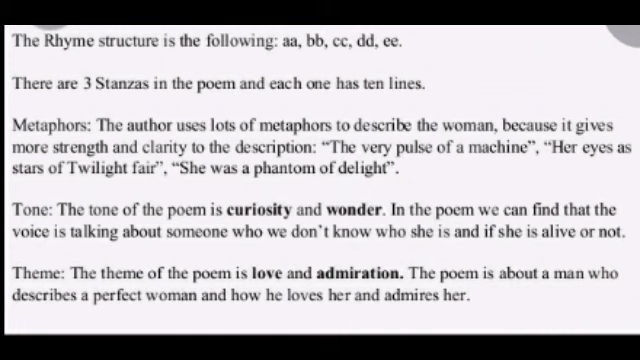 The Rhyme structure is the following: aa, bb, cc, dd, ee.
There are 3 Stanzas in the poem and each one has ten lines.
Metaphors: The author uses lots of metaphors to describe the woman, because it gives
more strength and clarity to the description: “The very pulse of a machine”, “Her eyes as
stars of Twilight fair”, “She was a phantom of delight”.
Tone: The tone of the poem is curiosity and wonder. In the poem we can find that the
voice is talking about someone who we don’t know who she is and if she is alive or not.
Theme: The theme of the poem is love and admiration. The poem is about a man who
describes a perfect woman and how he loves her and admires her.